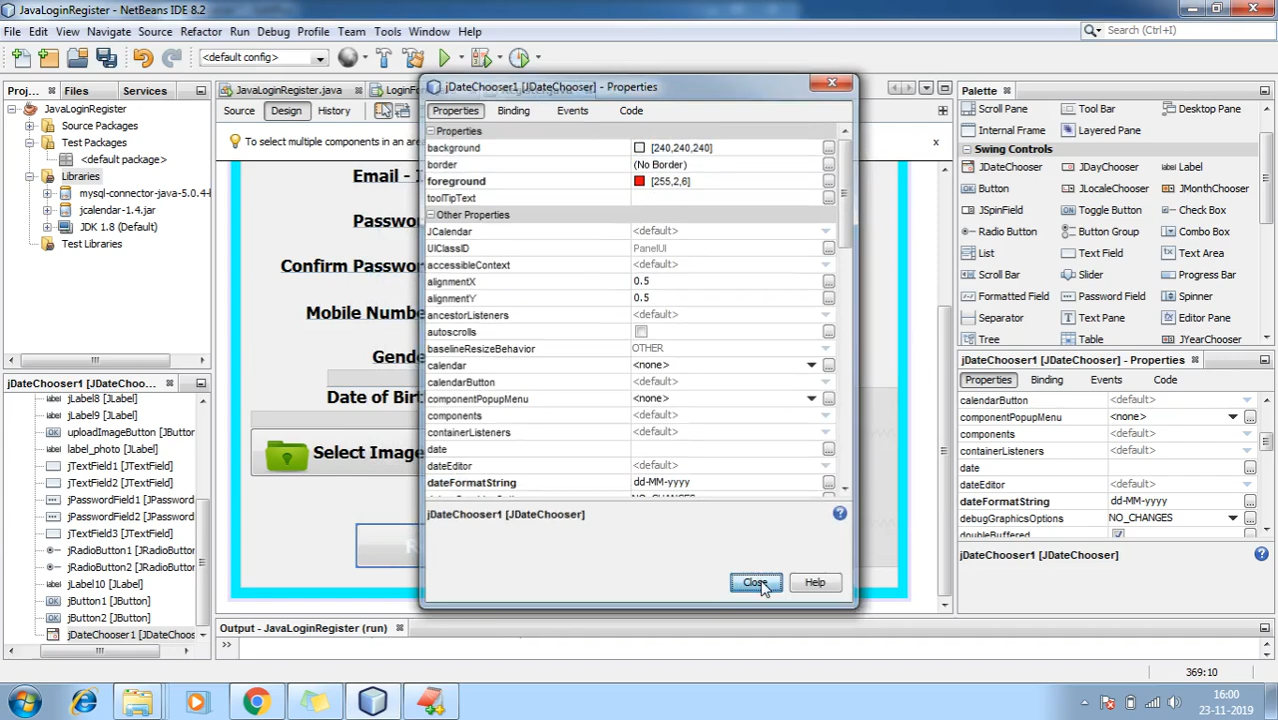 JavaLoginRegister - NetBeans IDE 8.2
File Edit View Navigate Source Refactor Run Debug Profile Team Tools Window Help
Search (Ctrl+I)
<default config>
Files Services
JavaLoginRegister
Source Packages
Test Packages
<default package>
Libraries
mysql-connector-java-5.0.4-
jcalendar-1.4.jar
JDK 1.8 (Default)
Test Libraries
jDateChooser1 [JDateChoo...
jLabel8 [JLabel]
jLabel9 [JLabel]
uploadImageButton [JButton
label_photo [JLabel]
jTextField1 [JTextField]
jTextField2 [JTextField]
jPasswordField1 [JPassword
jPasswordField2 [JPassword
jTextField3 [JTextField]
jRadioButton1 [JRadioButton
jRadioButton2 [JRadioButton
jLabel10 [JLabel]
jButton1 [JButton]
jButton2 [JButton]
jDateChooser1 [JDateChoos
JavaLoginRegister.java
Source Design History
To select multiple components in an area
Email -
Confirm
Gende
Date of Birt
Select Image
Output - JavaLoginRegister (run)
>>
jDateChooser1 [JDateChooser] - Properties
Properties Binding Events Code
Properties
background [240,240,240]
border (No Border)
foreground [255,2,6]
toolTipText
Other Properties
JCalendar <default>
UIClassID PanelUI
accessibleContext <default>
alignmentX 0.5
alignmentY 0.5
ancestorListeners <default>
autoscrolls
baselineResizeBehavior OTHER
calendar <none>
calendarButton <default>
componentPopupMenu <none>
components <default>
containerListeners <default>
date
dateEditor <default>
dateFormatString dd-MM-yyyy
NO_CHANGES
jDateChooser1 [JDateChooser]
Close Help
Palette
Scroll Pane Tool Bar Desktop Pane
Internal Frame Layered Pane
Swing Controls
JDateChooser JDayChooser Label
Button JLocaleChooser JMonthChooser
JSpinField Toggle Button Check Box
Radio Button Button Group Combo Box
List Text Field Text Area
Scroll Bar Slider Progress Bar
Formatted Field Password Field Spinner
Separator Text Pane Editor Pane
Tree Table JYearChooser
jDateChooser1 [JDateChooser] - Properties
Properties Binding Events Code
calendarButton <default>
componentPopupMenu <none>
components <default>
containerListeners <default>
date
dateEditor <default>
dateFormatString dd-MM-yyyy
debugGraphicsOptions NO_CHANGES
doubleBuffered
jDateChooser1 [JDateChooser]
369:10
16:00
23-11-2019